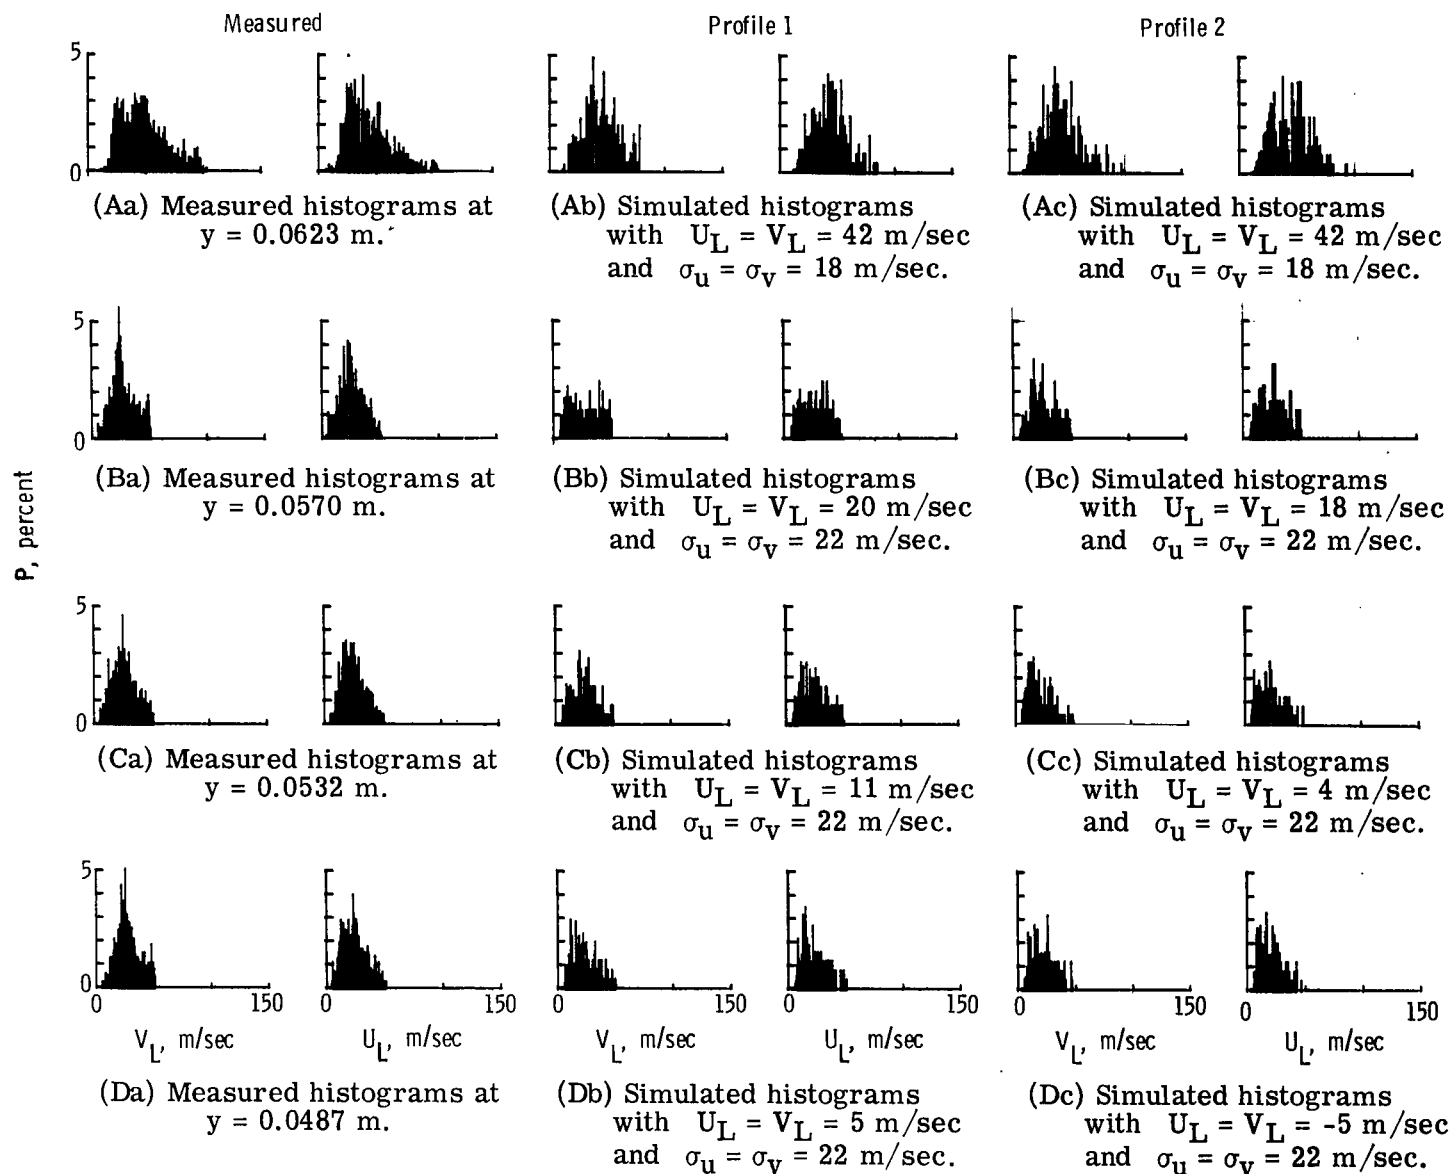 Measured
Profile 1
Profile 2
5
0
(Aa) Measured histograms at
y = 0.0623 m.
(Ab) Simulated histograms
with U_L = V_L = 42 m/sec
and σ_u = σ_v = 18 m/sec.
(Ac) Simulated histograms
with U_L = V_L = 42 m/sec
and σ_u = σ_v = 18 m/sec.
5
0
(Ba) Measured histograms at
y = 0.0570 m.
(Bb) Simulated histograms
with U_L = V_L = 20 m/sec
and σ_u = σ_v = 22 m/sec.
(Bc) Simulated histograms
with U_L = V_L = 18 m/sec
and σ_u = σ_v = 22 m/sec.
P, percent
5
0
(Ca) Measured histograms at
y = 0.0532 m.
(Cb) Simulated histograms
with U_L = V_L = 11 m/sec
and σ_u = σ_v = 22 m/sec.
(Cc) Simulated histograms
with U_L = V_L = 4 m/sec
and σ_u = σ_v = 22 m/sec.
5
0
0 150
V_L, m/sec
0 150
U_L, m/sec
0 150
V_L, m/sec
0 150
U_L, m/sec
0 150
V_L, m/sec
0 150
U_L, m/sec
(Da) Measured histograms at
y = 0.0487 m.
(Db) Simulated histograms
with U_L = V_L = 5 m/sec
and σ_u = σ_v = 22 m/sec.
(Dc) Simulated histograms
with U_L = V_L = -5 m/sec
and σ_u = σ_v = 22 m/sec.